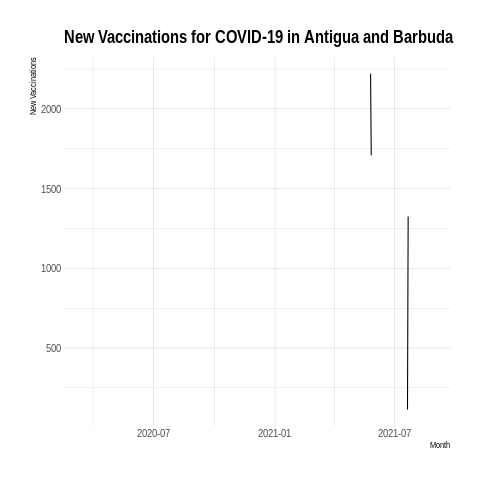 New Vaccinations for COVID-19 in Antigua and Barbuda
New Vaccinations
2000
1500
1000
500
2020-07
2021-01
2021-07
Month